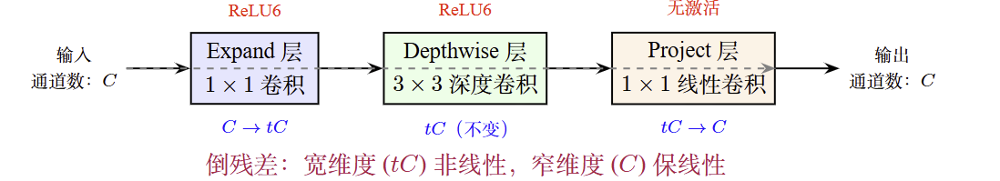 ReLU6
ReLU6
无激活
输入
通道数：C
Expand 层
1 × 1 卷积
Depthwise 层
3 × 3 深度卷积
Project 层
1 × 1 线性卷积
输出
通道数：C
C → tC
tC（不变）
tC → C
倒残差：宽维度 (tC) 非线性，窄维度 (C) 保线性